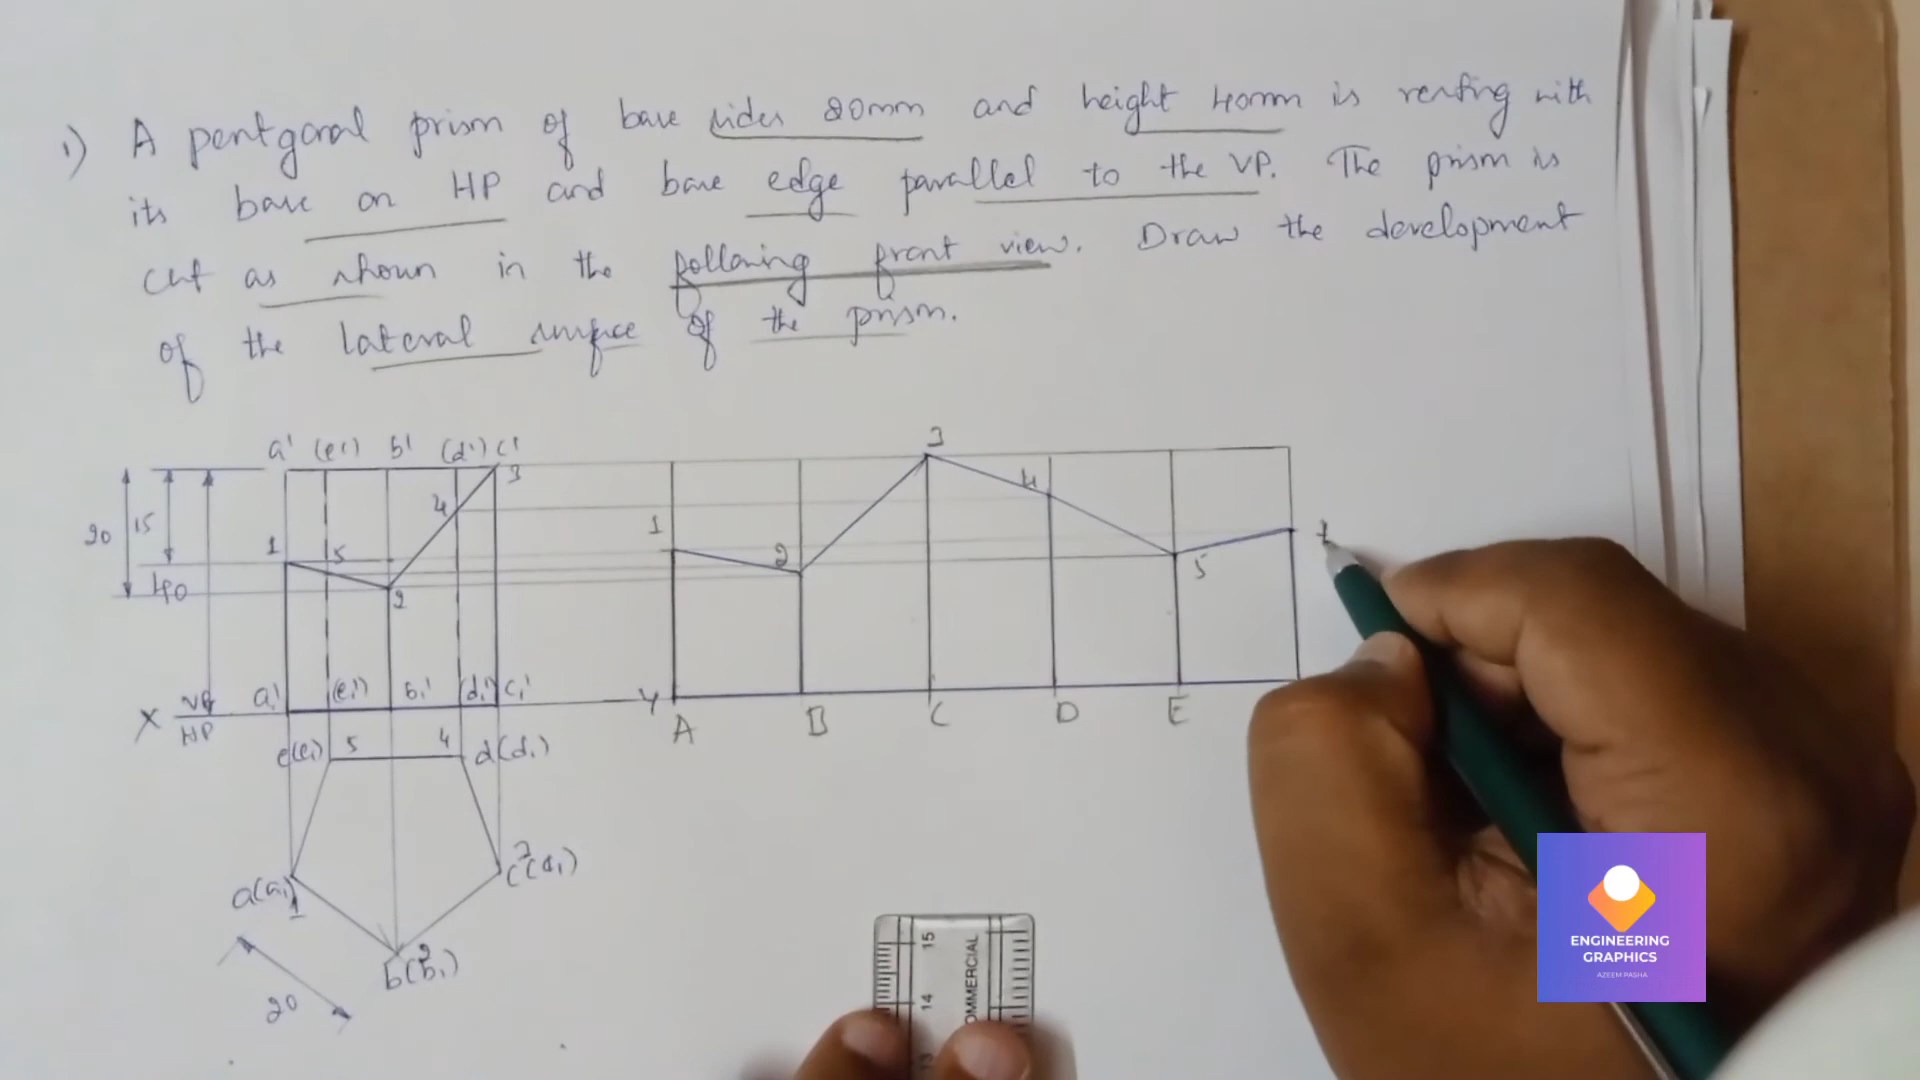 1) A pentgonal prism of base sides 20mm and height 40mm is resting with
its base on HP and base edge parallel to the VP. The prism is
cut as shown in the following front view. Draw the development
of the lateral surface of the prism.
a' (e') b' (d') c'
3
4
20 15 1 5
40 2
1 2 3 4 5 1
X VP HP a1' (e1') b1' (d1') c1' Y
A B C D E
e(e1) 5 4 d(d1)
a(a1) 1
b(b1) 2
20
15
14
13
COMMERCIAL
ENGINEERING
GRAPHICS
AZEEM PASHA